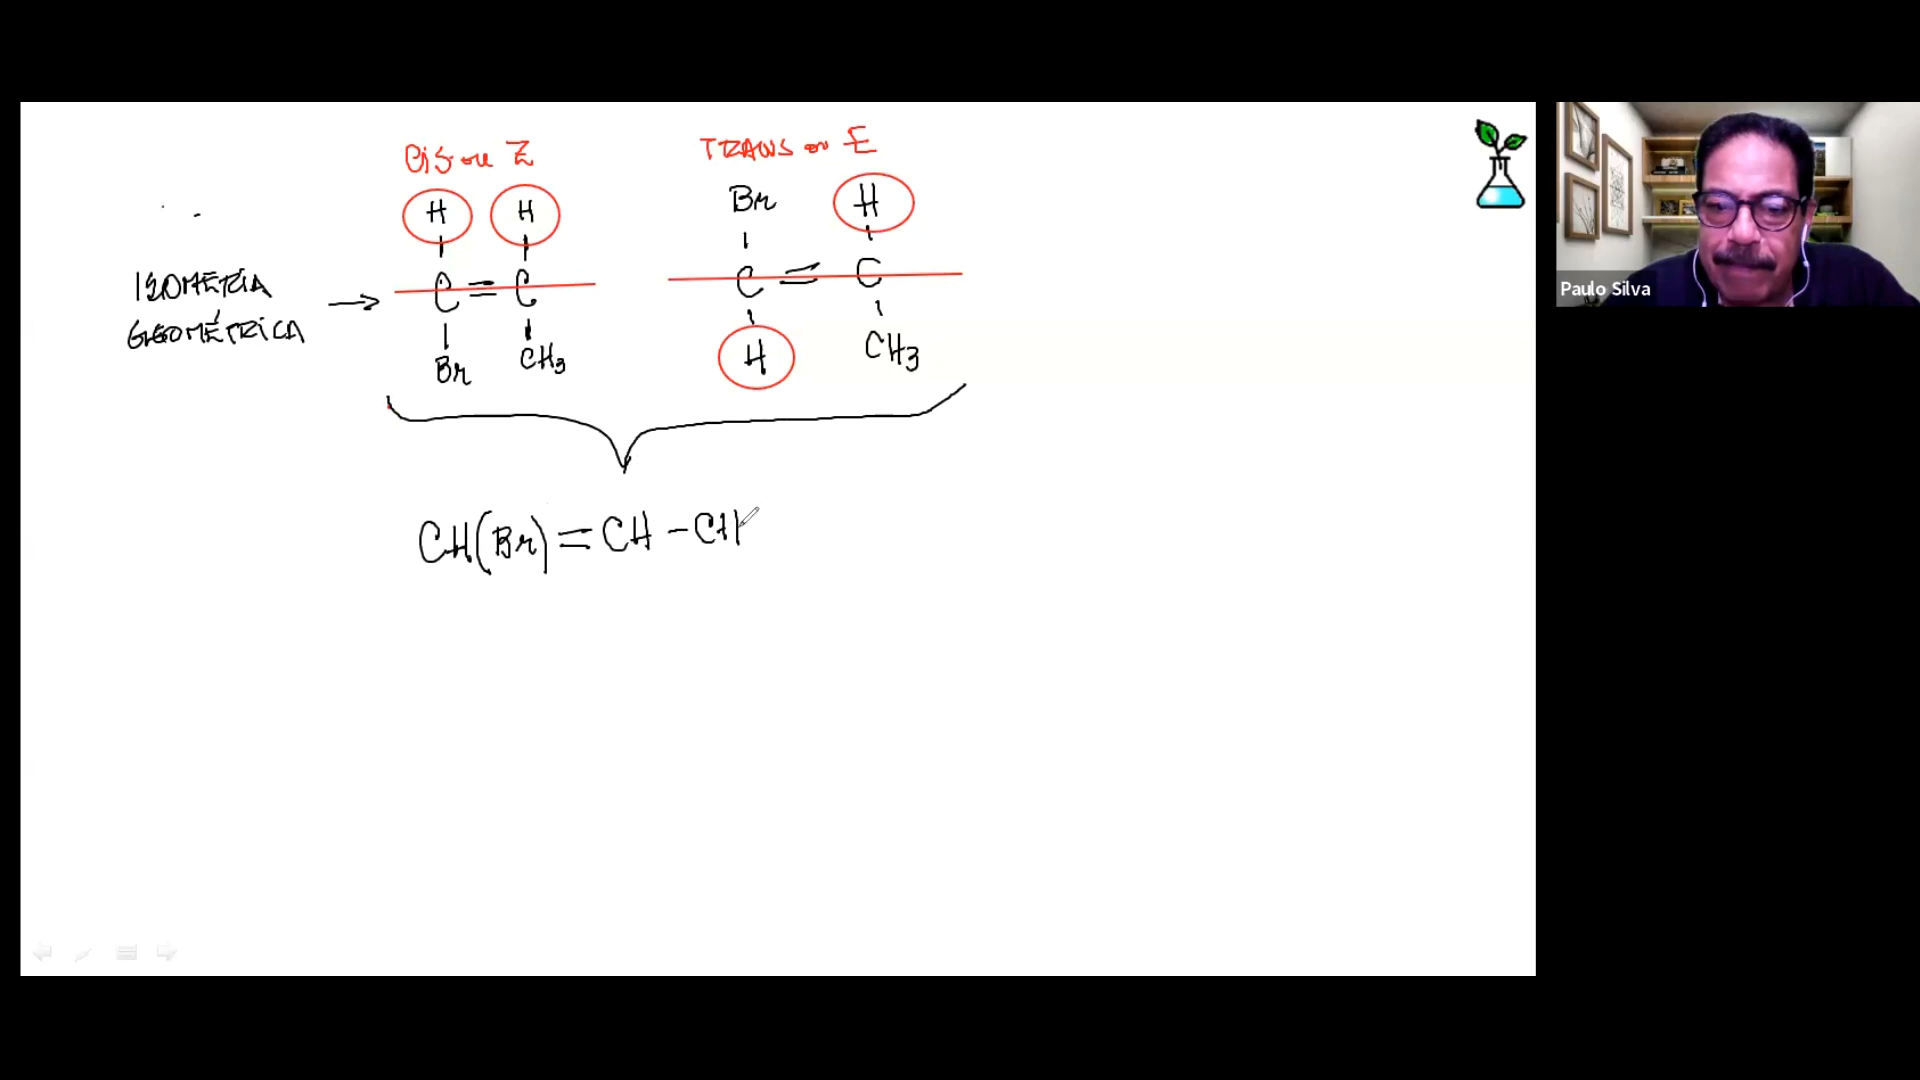 Cis ou Z
TRANS ou E
H H
Br H
ISOMERIA
GEOMÉTRICA
→ C = C
C = C
Br CH3
H CH3
CH(Br) = CH - CH
Paulo Silva